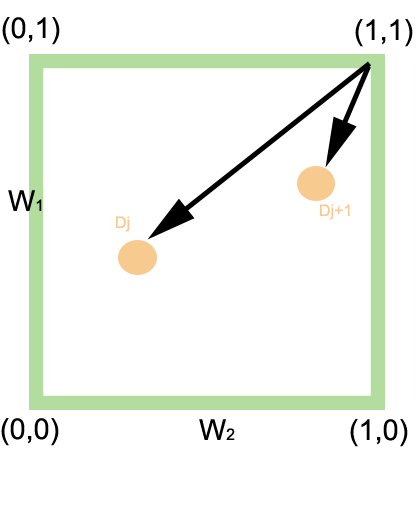 (0,1)
(1,1)
W₁
Dj
Dj+1
(0,0)
W₂
(1,0)